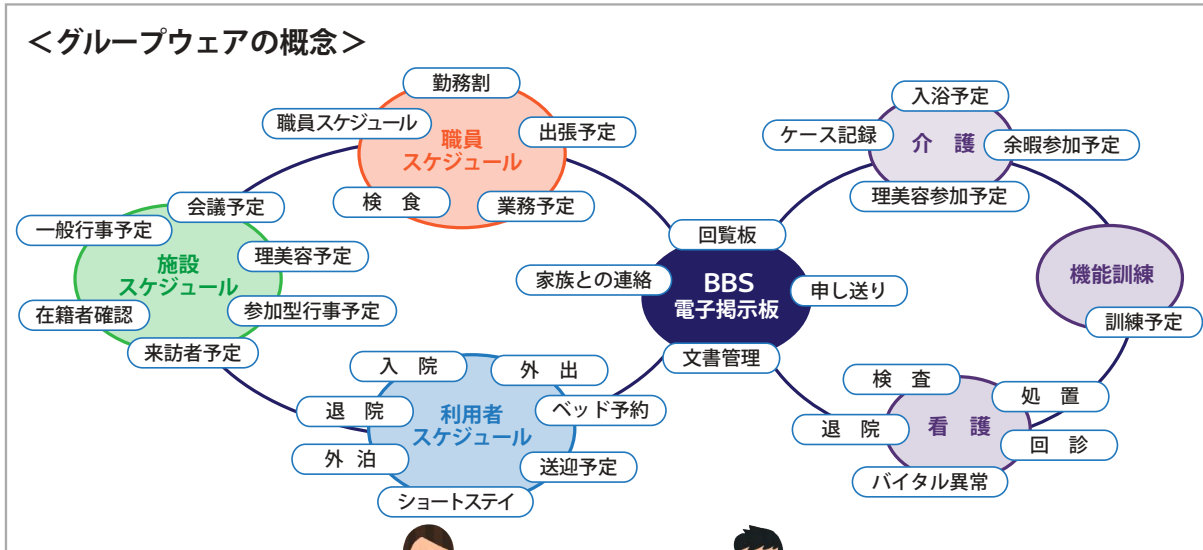 ＜グループウェアの概念＞
勤務割
職員スケジュール
出張予定
職員
スケジュール
検　食
業務予定
会議予定
一般行事予定
理美容予定
施設
スケジュール
在籍者確認
参加型行事予定
来訪者予定
入　院
外　出
退　院
ベッド予約
利用者
スケジュール
外　泊
送迎予定
ショートステイ
回覧板
家族との連絡
BBS
電子掲示板
申し送り
文書管理
入浴予定
ケース記録
介　護
余暇参加予定
理美容参加予定
機能訓練
訓練予定
検　査
処　置
退　院
看　護
回　診
バイタル異常